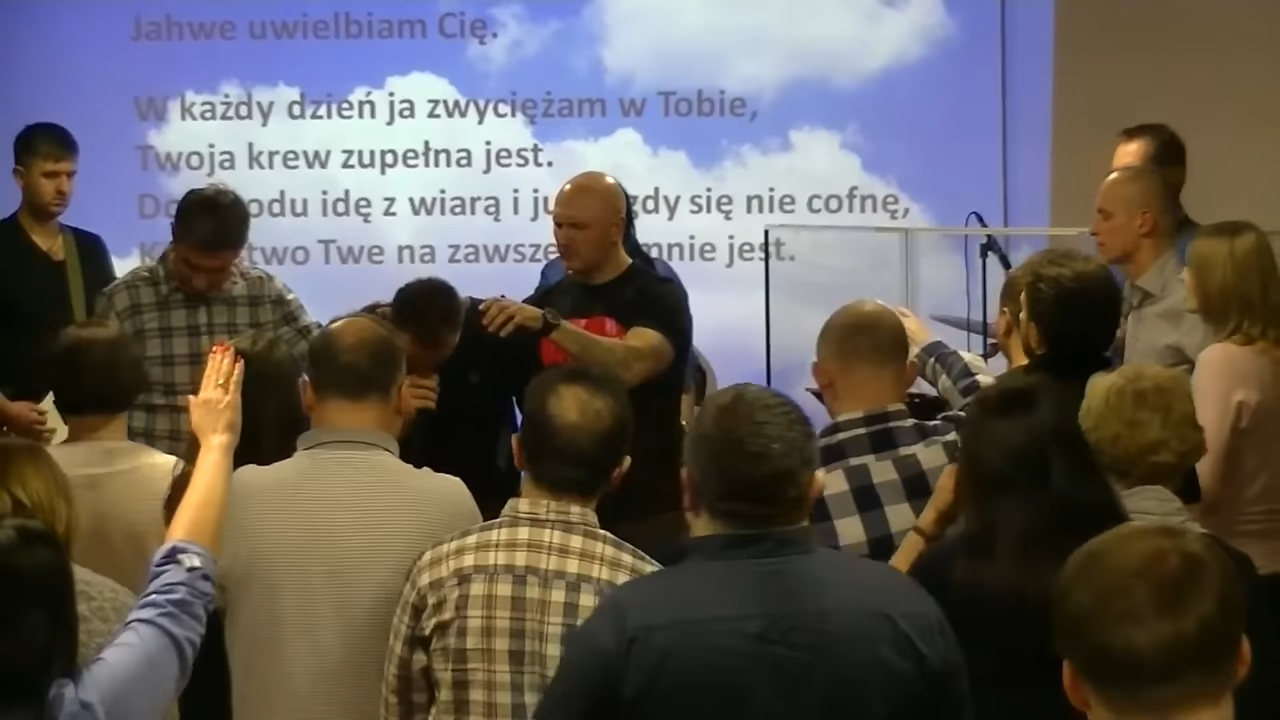 Jahwe uwielbiam Cię.
W każdy dzień ja zwyciężam w Tobie,
Twoja krew zupełna jest.
idę z wiarą i się nie cofnę,
Twe na zawsze jest.